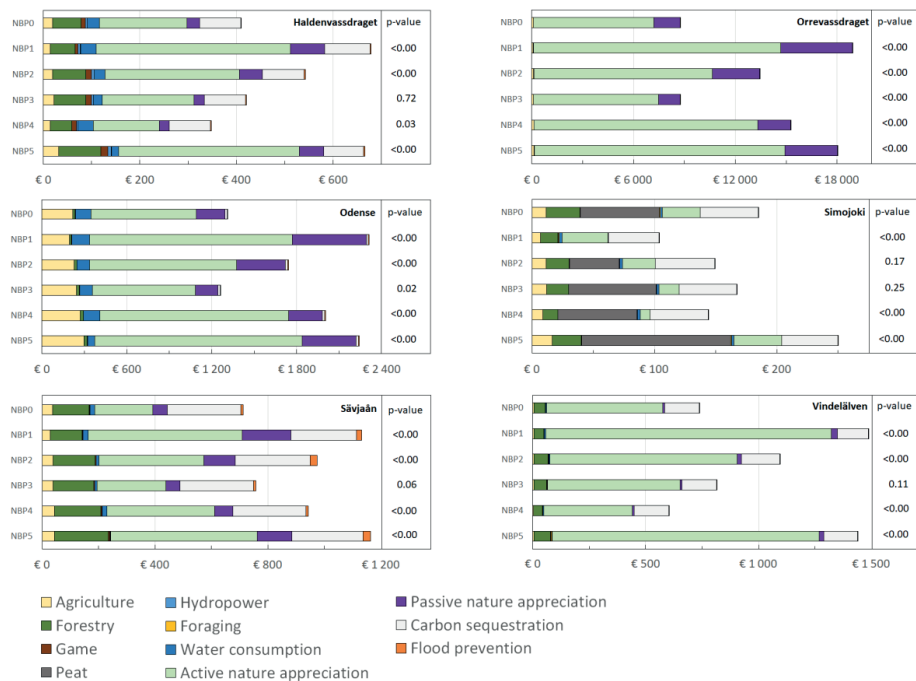 Haldenvassdraget p-value
NBP0
NBP1 <0.00
NBP2 <0.00
NBP3 0.72
NBP4 0.03
NBP5 <0.00
€ 0 € 200 € 400 € 600
Orrevassdraget p-value
NBP0
NBP1 <0.00
NBP2 <0.00
NBP3 <0.00
NBP4 <0.00
NBP5 <0.00
€ 0 € 6 000 € 12 000 € 18 000
Odense p-value
NBP0
NBP1 <0.00
NBP2 <0.00
NBP3 0.02
NBP4 <0.00
NBP5 <0.00
€ 0 € 600 € 1 200 € 1 800 € 2 400
Simojoki p-value
NBP0
NBP1 <0.00
NBP2 0.17
NBP3 0.25
NBP4 <0.00
NBP5 <0.00
€ 0 € 100 € 200
Sävjaån p-value
NBP0
NBP1 <0.00
NBP2 <0.00
NBP3 0.06
NBP4 <0.00
NBP5 <0.00
€ 0 € 400 € 800 € 1 200
Vindelälven p-value
NBP0
NBP1 <0.00
NBP2 <0.00
NBP3 0.11
NBP4 <0.00
NBP5 <0.00
€ 0 € 500 € 1 000 € 1 500
Agriculture Hydropower Passive nature appreciation
Forestry Foraging Carbon sequestration
Game Water consumption Flood prevention
Peat Active nature appreciation